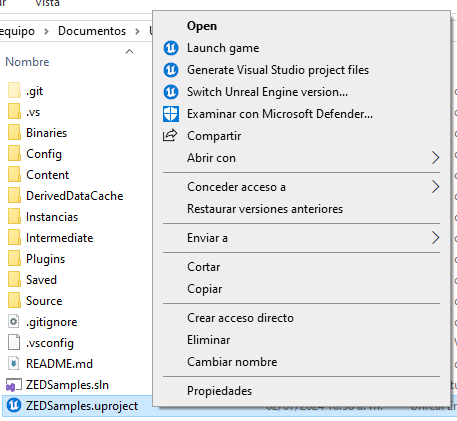 Vista
equipo > Documentos > U
Nombre
.git
.vs
Binaries
Config
Content
DerivedDataCache
Instancias
Intermediate
Plugins
Saved
Source
.gitignore
.vsconfig
README.md
ZEDSamples.sln
ZEDSamples.uproject
Open
Launch game
Generate Visual Studio project files
Switch Unreal Engine version...
Examinar con Microsoft Defender...
Compartir
Abrir con
Conceder acceso a
Restaurar versiones anteriores
Enviar a
Cortar
Copiar
Crear acceso directo
Eliminar
Cambiar nombre
Propiedades